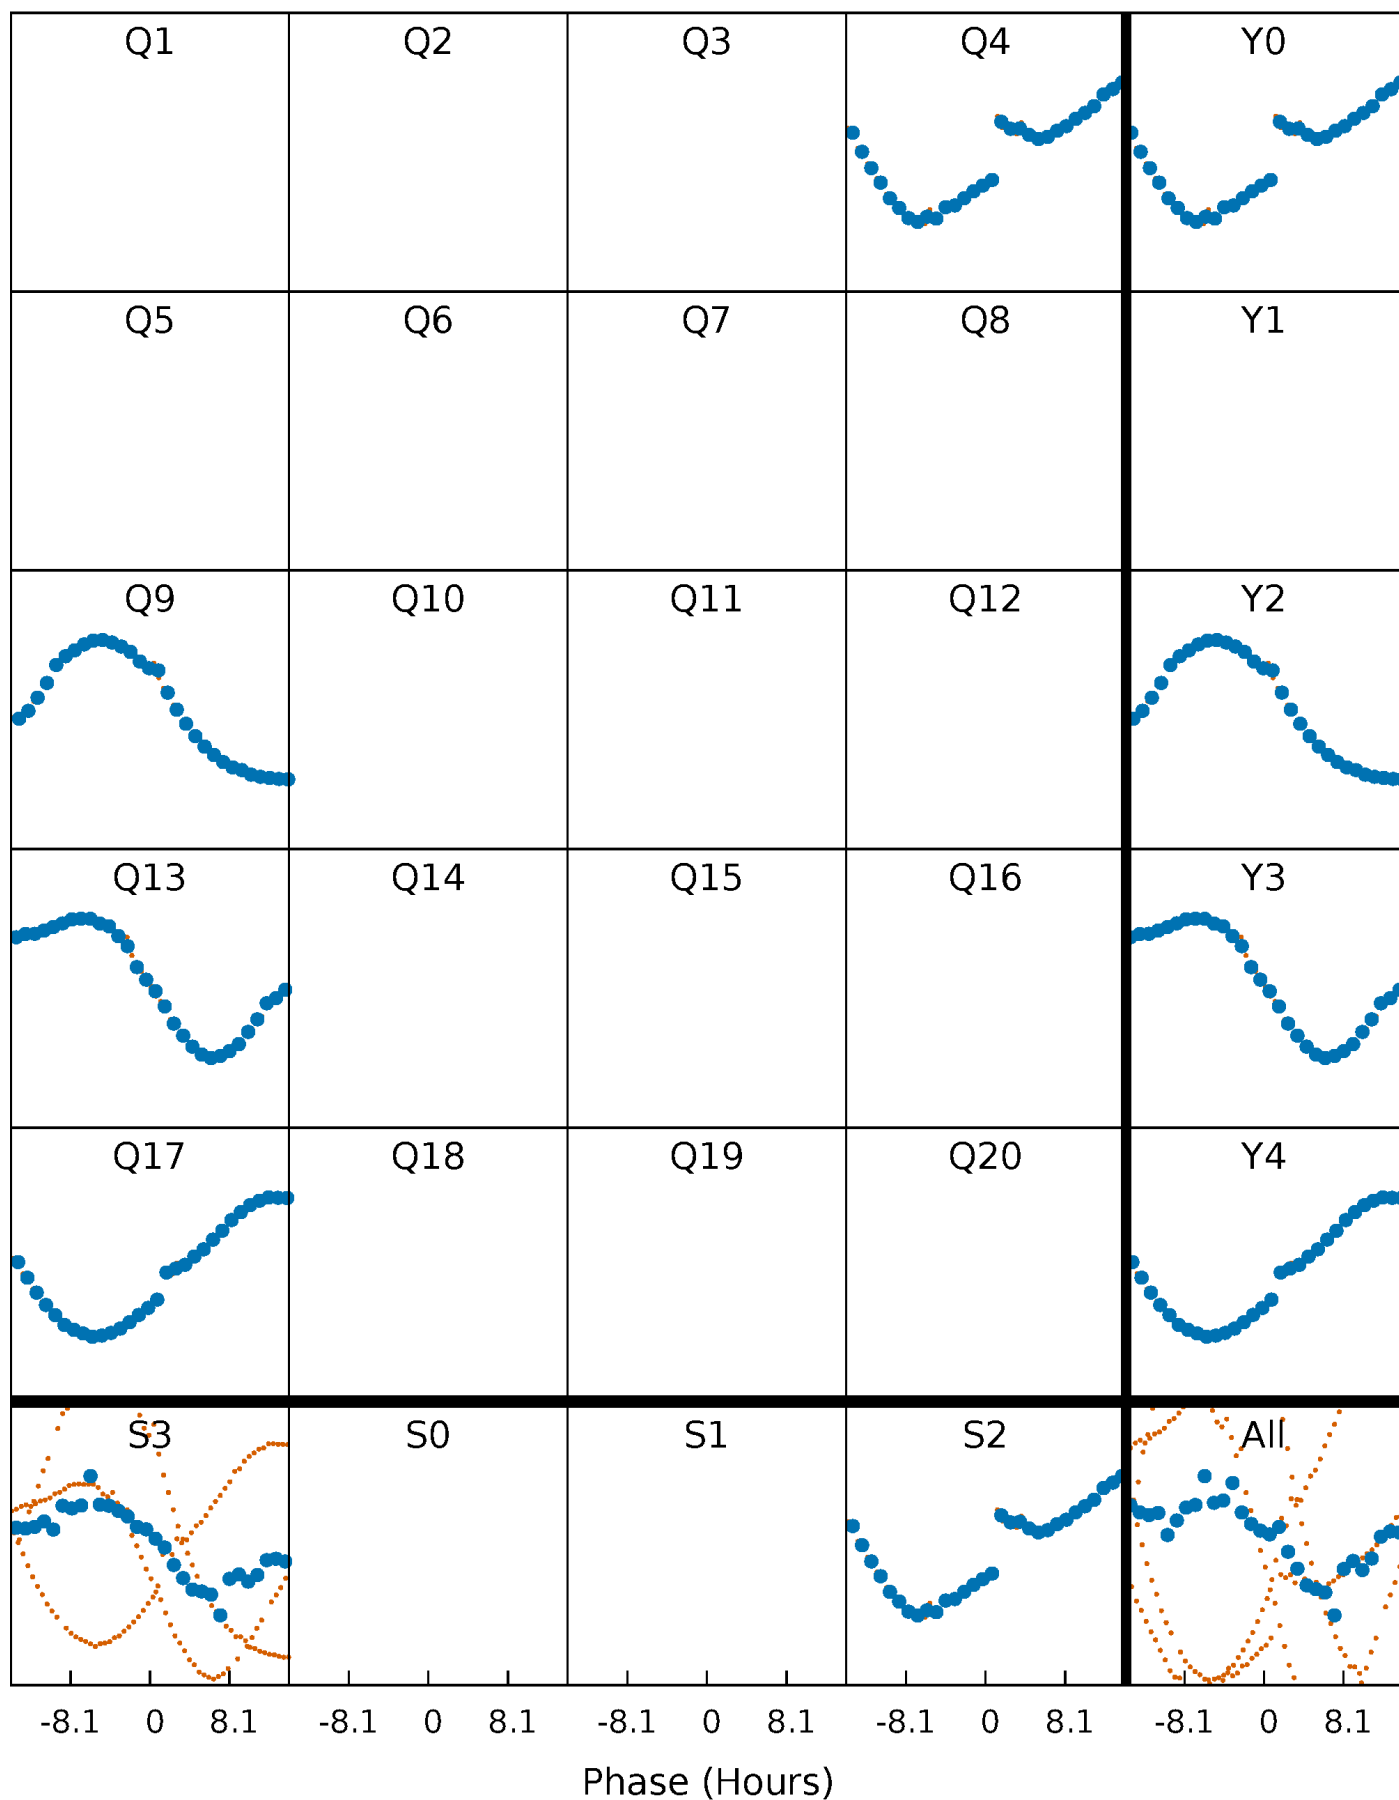 Q1 Q2 Q3 Q4 Y0
Q5 Q6 Q7 Q8 Y1
Q9 Q10 Q11 Q12 Y2
Q13 Q14 Q15 Q16 Y3
Q17 Q18 Q19 Q20 Y4
S3 S0 S1 S2 All
-8.1 0 8.1 -8.1 0 8.1 -8.1 0 8.1 -8.1 0 8.1 -8.1 0 8.1
Phase (Hours)